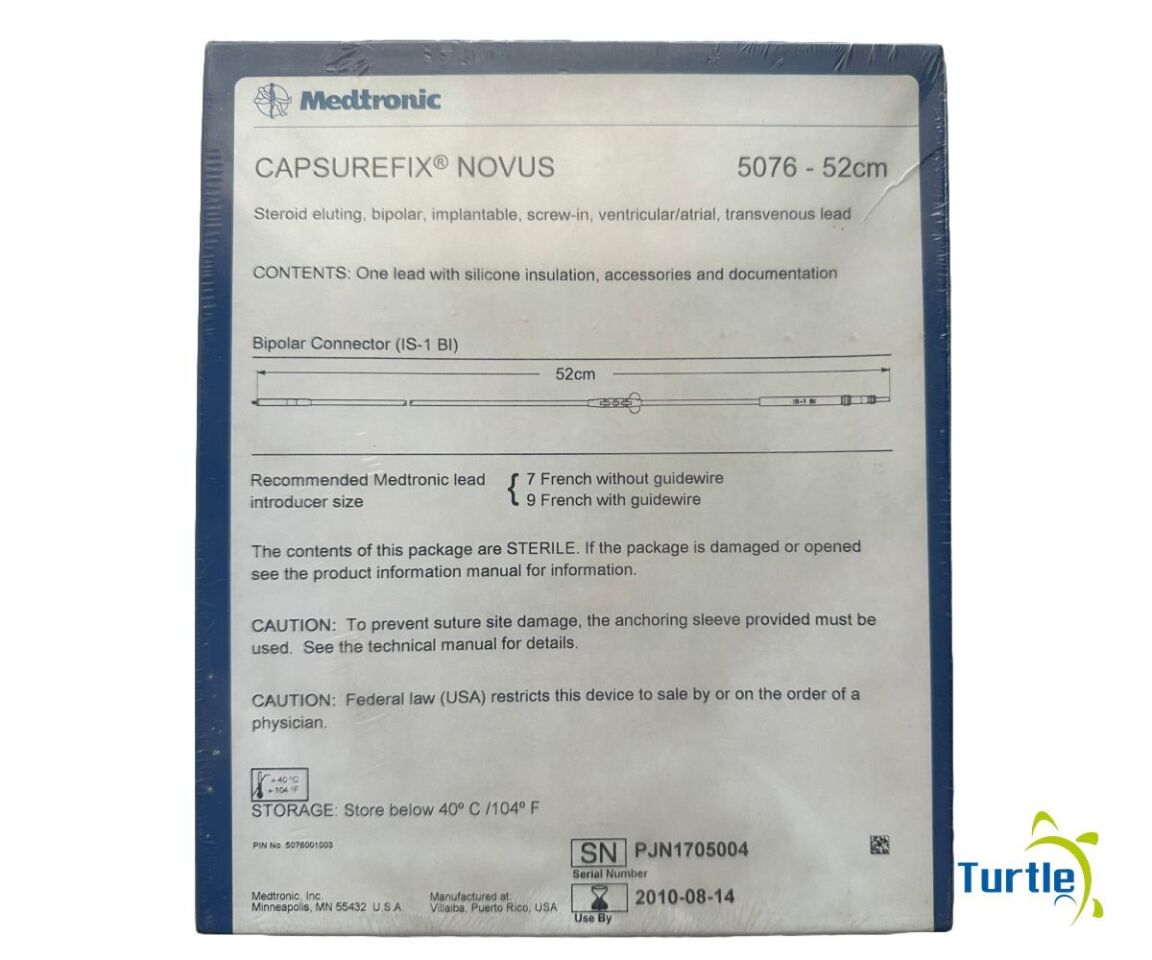 Medtronic
CAPSUREFIX® NOVUS 5076 - 52cm
Steroid eluting, bipolar, implantable, screw-in, ventricular/atrial, transvenous lead
CONTENTS: One lead with silicone insulation, accessories and documentation
Bipolar Connector (IS-1 BI)
52cm
IS-1 BI
Recommended Medtronic lead
introducer size
{ 7 French without guidewire
9 French with guidewire
The contents of this package are STERILE. If the package is damaged or opened
see the product information manual for information.
CAUTION: To prevent suture site damage, the anchoring sleeve provided must be
used. See the technical manual for details.
CAUTION: Federal law (USA) restricts this device to sale by or on the order of a
physician.
+40 °C
+104 °F
STORAGE: Store below 40º C /104º F
PIN No. 5076001003
SN PJN1705004
Serial Number
Medtronic, Inc.
Minneapolis, MN 55432 U.S.A.
Manufactured at:
Villalba, Puerto Rico, USA
2010-08-14
Use By
Turtle